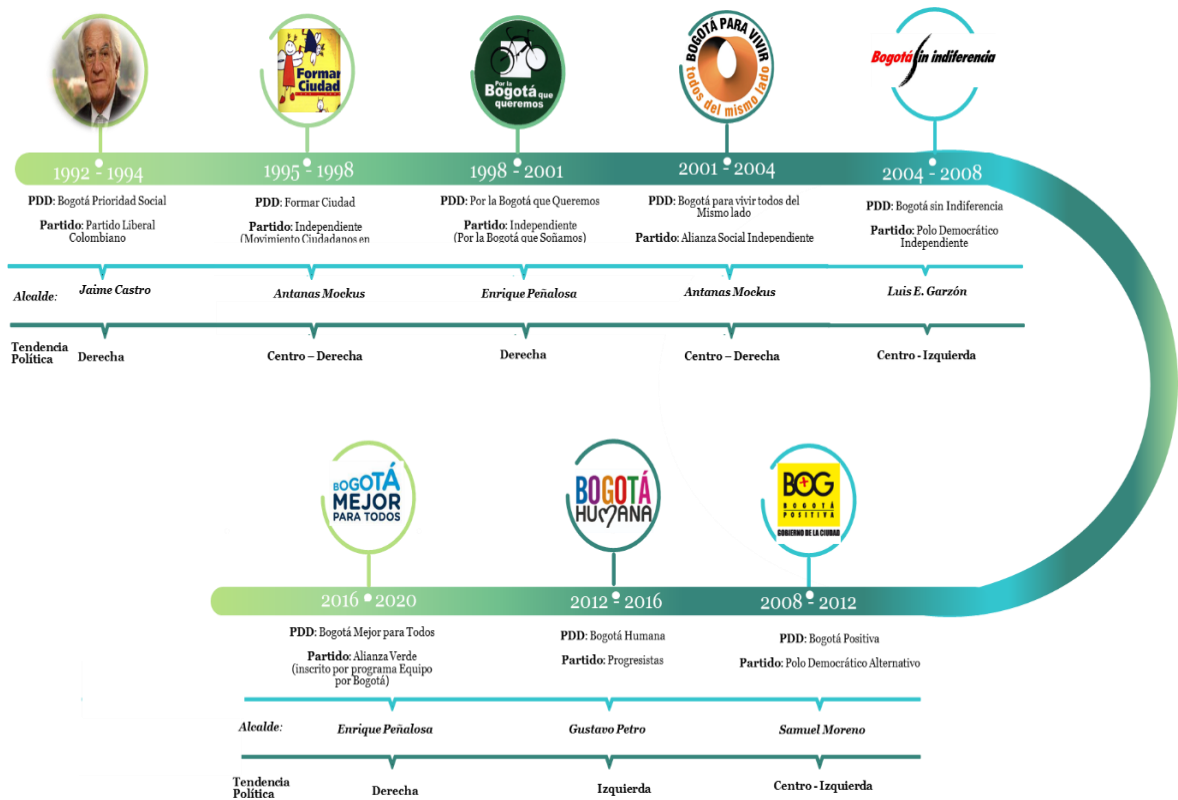 Formar
Ciudad
Por la
Bogotá que
queremos
BOGOTÁ PARA VIVIR
todos del mismo lado
Bogotá sin indiferencia
1992 - 1994
1995 - 1998
1998 - 2001
2001 - 2004
2004 - 2008
PDD: Bogotá Prioridad Social
Partido: Partido Liberal
Colombiano
PDD: Formar Ciudad
Partido: Independiente
(Movimiento Ciudadanos en
PDD: Por la Bogotá que Queremos
Partido: Independiente
(Por la Bogotá que Soñamos)
PDD: Bogotá para vivir todos del
Mismo lado
Partido: Alianza Social Independiente
PDD: Bogotá sin Indiferencia
Partido: Polo Democrático
Independiente
Alcalde:
Jaime Castro
Antanas Mockus
Enrique Peñalosa
Antanas Mockus
Luis E. Garzón
Tendencia
Política
Derecha
Centro – Derecha
Derecha
Centro – Derecha
Centro - Izquierda
BOGOTÁ
MEJOR
PARA TODOS
BOGOTÁ
HUMANA
BOG
BOGOTÁ
POSITIVA
GOBIERNO DE LA CIUDAD
2016 - 2020
2012 - 2016
2008 - 2012
PDD: Bogotá Mejor para Todos
Partido: Alianza Verde
(inscrito por programa Equipo
por Bogotá)
PDD: Bogotá Humana
Partido: Progresistas
PDD: Bogotá Positiva
Partido: Polo Democrático Alternativo
Alcalde:
Enrique Peñalosa
Gustavo Petro
Samuel Moreno
Tendencia
Política
Derecha
Izquierda
Centro - Izquierda